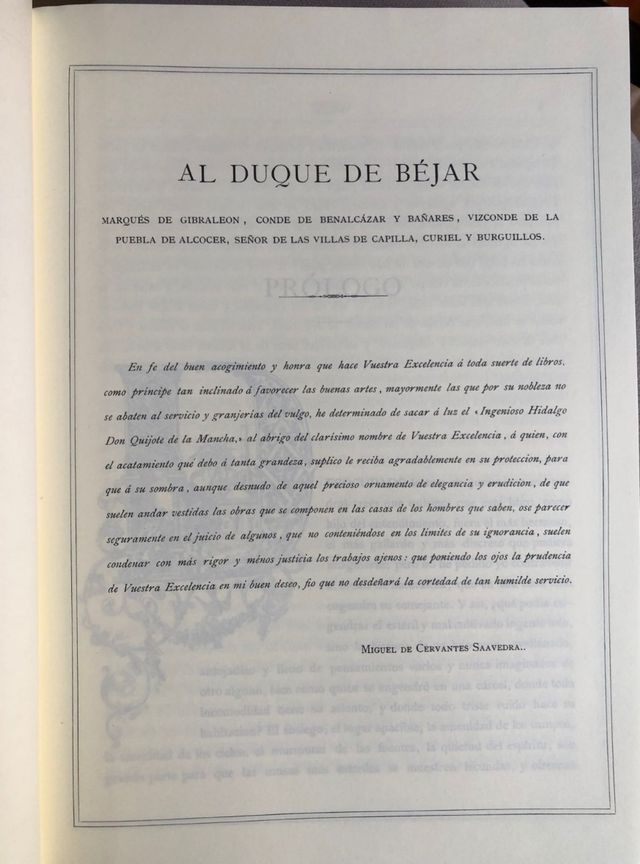 AL DUQUE DE BÉJAR
MARQUÉS DE GIBRALEON, CONDE DE BENALCÁZAR Y BAÑARES, VIZCONDE DE LA
PUEBLA DE ALCOCER, SEÑOR DE LAS VILLAS DE CAPILLA, CURIEL Y BURGUILLOS.
PRÓLOGO
En fe del buen acogimiento y honra que hace Vuestra Excelencia á toda suerte de libros.
como príncipe tan inclinado á favorecer las buenas artes, mayormente las que por su nobleza no
se abaten al servicio y granjerías del vulgo, he determinado de sacar á luz el «Ingenioso Hidalgo
Don Quijote de la Mancha,» al abrigo del clarísimo nombre de Vuestra Excelencia, á quien, con
el acatamiento que debo á tanta grandeza, suplico le reciba agradablemente en su proteccion, para
que á su sombra, aunque desnudo de aquel precioso ornamento de elegancia y erudicion, de que
suelen andar vestidas las obras que se componen en las casas de los hombres que saben, ose parecer
seguramente en el juicio de algunos, que no conteniéndose en los límites de su ignorancia, suelen
condenar con más rigor y ménos justicia los trabajos ajenos: que poniendo los ojos la prudencia
de Vuestra Excelencia en mi buen deseo, fio que no desdeñará la cortedad de tan humilde servicio.
MIGUEL DE CERVANTES SAAVEDRA..